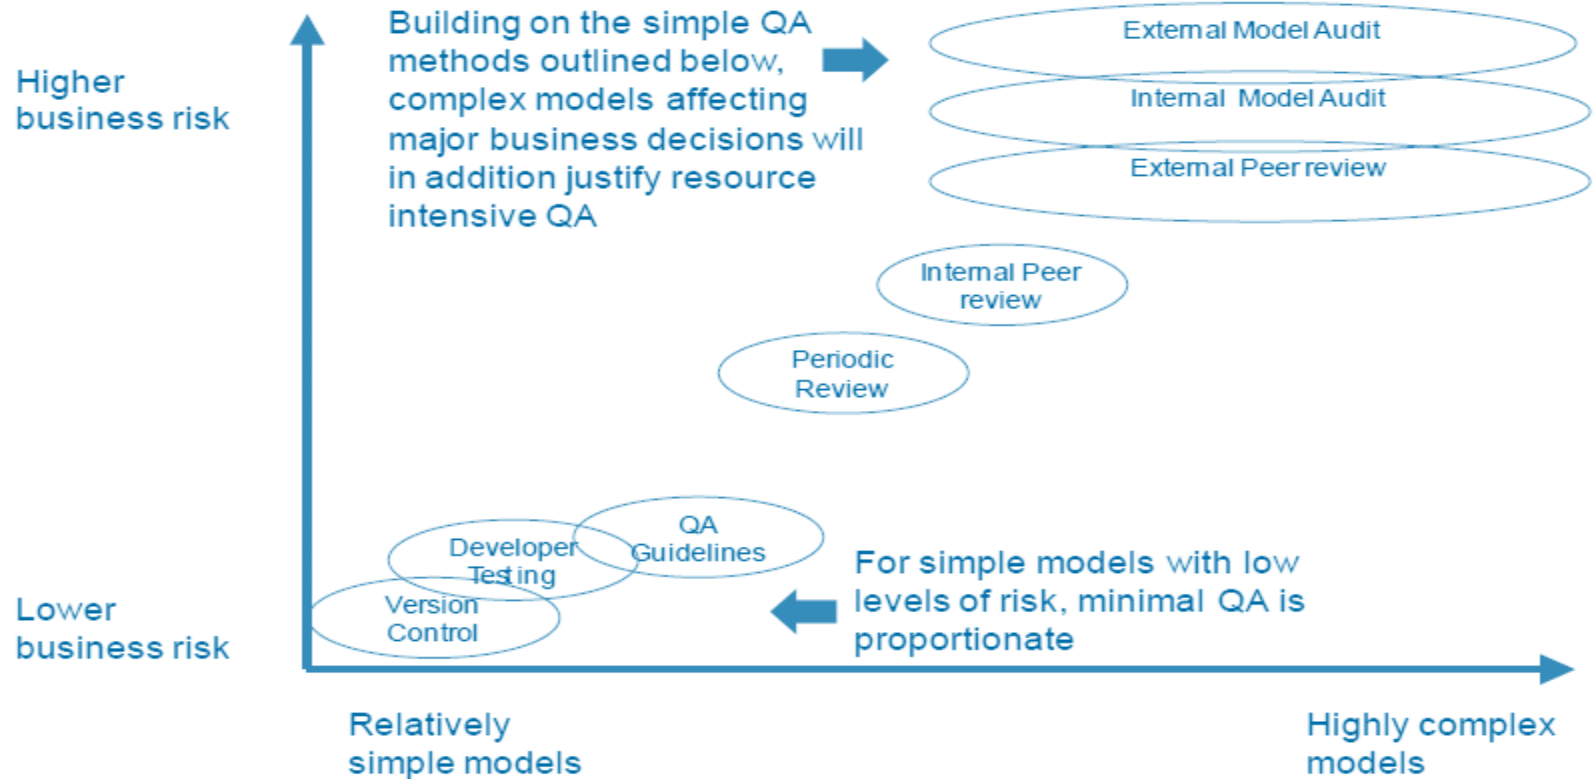 Higher
business risk
Building on the simple QA
methods outlined below,
complex models affecting
major business decisions will
in addition justify resource
intensive QA
External Model Audit
Internal Model Audit
External Peer review
Internal Peer
review
Periodic
Review
QA
Guidelines
Developer
Testing
Version
Control
For simple models with low
levels of risk, minimal QA is
proportionate
Lower
business risk
Relatively
simple models
Highly complex
models